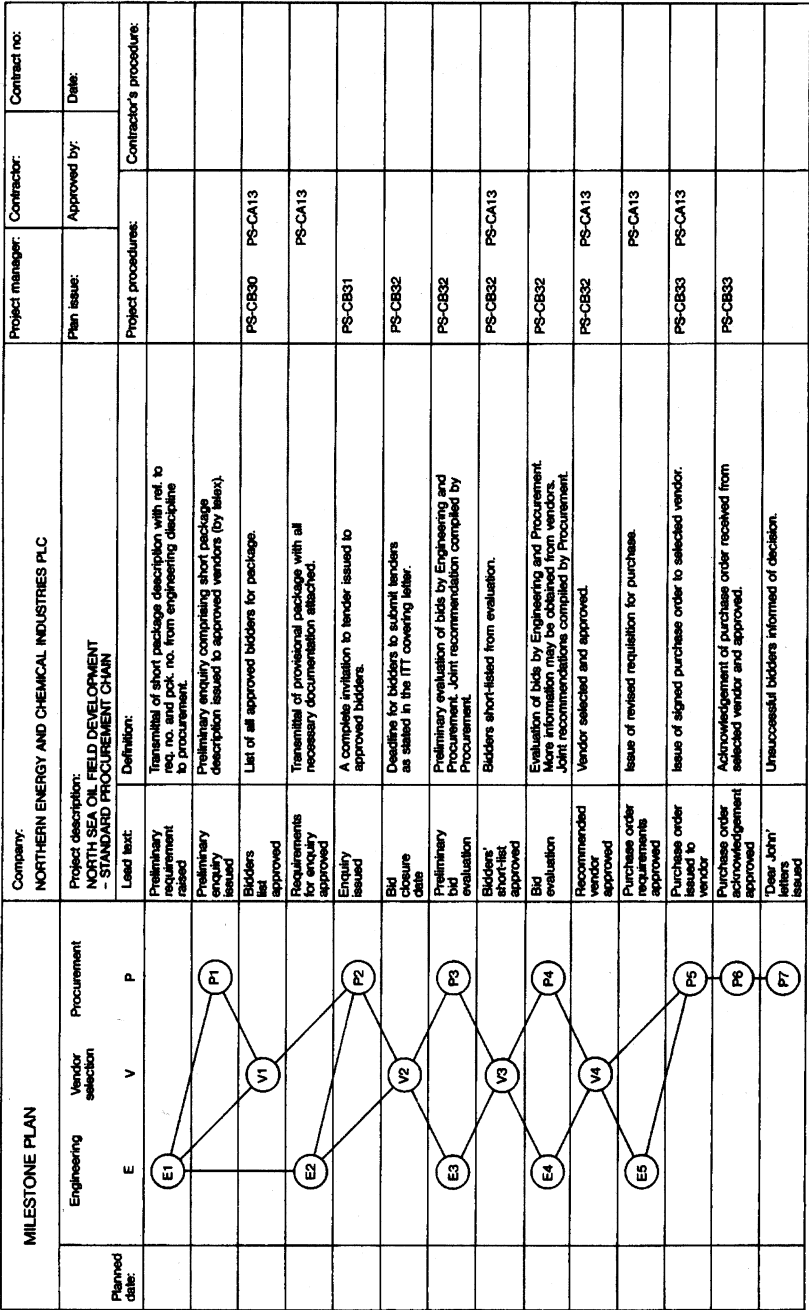 MILESTONE PLAN
Company:
NORTHERN ENERGY AND CHEMICAL INDUSTRIES PLC
Project manager:
Contractor:
Contract no:
Project description:
NORTH SEA OIL FIELD DEVELOPMENT
- STANDARD PROCUREMENT CHAIN
Plan issue:
Approved by:
Date:
Planned
date:
Engineering
E
Vendor
selection
V
Procurement
P
Lead text:
Definition:
Project procedures:
Contractor's procedure:
E1
Preliminary
requirement
raised
Transmittal of short package description with ref. to
req. no. and pck. no. from engineering discipline
to procurement.
P1
Preliminary
enquiry
issued
Preliminary enquiry comprising short package
description issued to approved vendors (by telex).
V1
Bidders
list
approved
List of all approved bidders for package.
PS-CB30 PS-CA13
E2
Requirements
for enquiry
approved
Transmittal of provisional package with all
necessary documentation attached.
PS-CA13
P2
Enquiry
issued
A complete invitation to tender issued to
approved bidders.
PS-CB31
V2
Bid
closure
date
Deadline for bidders to submit tenders
as stated in the ITT covering letter.
PS-CB32
E3 P3
Preliminary
bid
evaluation
Preliminary evaluation of bids by Engineering and
Procurement. Joint recommendation compiled by
Procurement.
PS-CB32
V3
Bidders'
short-list
approved
Bidders short-listed from evaluation.
PS-CB32 PS-CA13
E4 P4
Bid
evaluation
Evaluation of bids by Engineering and Procurement.
More information may be obtained from vendors.
Joint recommendations compiled by Procurement.
PS-CB32
V4
Recommended
vendor
approved
Vendor selected and approved.
PS-CB32 PS-CA13
E5
Purchase order
requirements
approved
Issue of revised requisition for purchase.
PS-CA13
P5
Purchase order
issued to
vendor
Issue of signed purchase order to selected vendor.
PS-CB33 PS-CA13
P6
Purchase order
acknowledgement
approved
Acknowledgement of purchase order received from
selected vendor and approved.
PS-CB33
P7
'Dear John'
letters
issued
Unsuccessful bidders informed of decision.